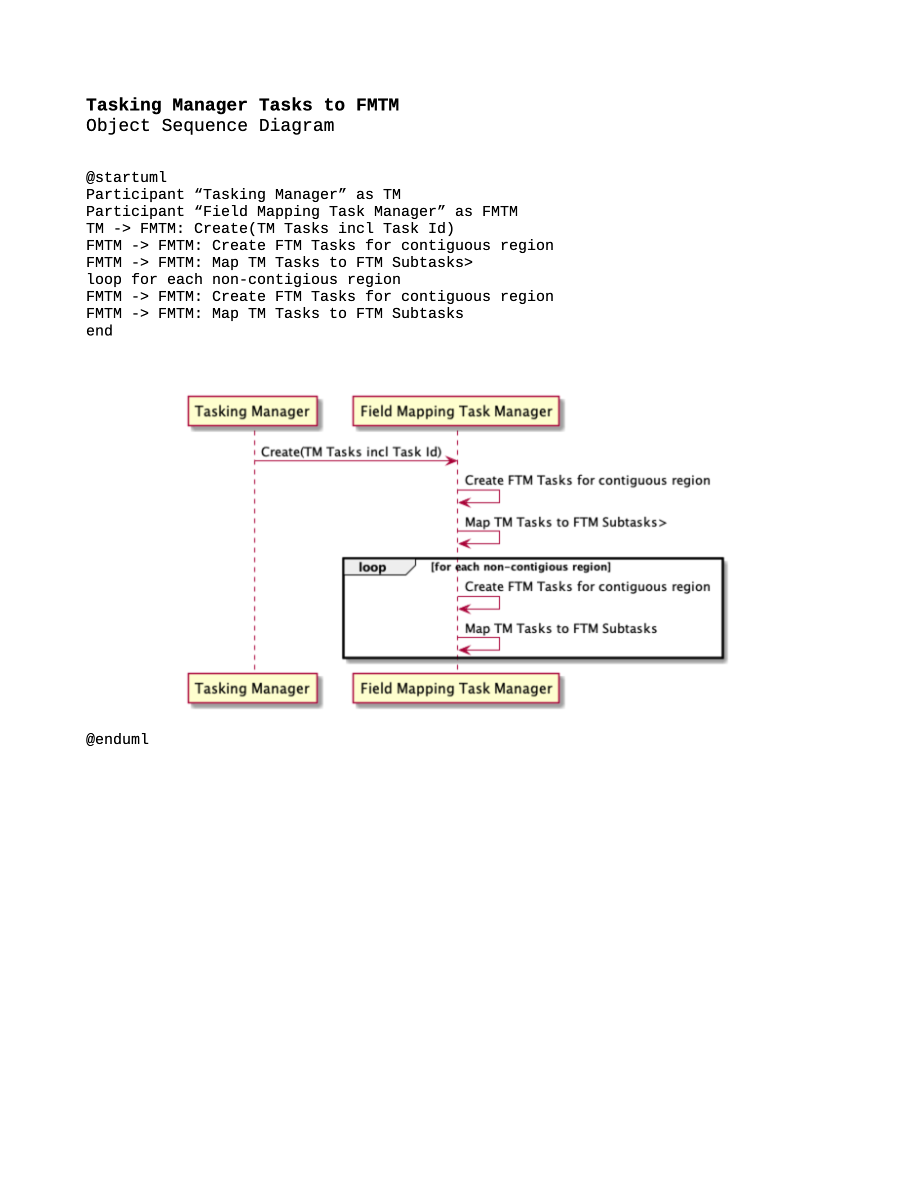 Tasking Manager Tasks to FMTM
Object Sequence Diagram
@startuml
Participant “Tasking Manager” as TM
Participant “Field Mapping Task Manager” as FMTM
TM -> FMTM: Create(TM Tasks incl Task Id)
FMTM -> FMTM: Create FTM Tasks for contiguous region
FMTM -> FMTM: Map TM Tasks to FTM Subtasks>
loop for each non-contigious region
FMTM -> FMTM: Create FTM Tasks for contiguous region
FMTM -> FMTM: Map TM Tasks to FTM Subtasks
end
Tasking Manager
Field Mapping Task Manager
Create(TM Tasks incl Task Id)
Create FTM Tasks for contiguous region
Map TM Tasks to FTM Subtasks>
loop
[for each non-contigious region]
Create FTM Tasks for contiguous region
Map TM Tasks to FTM Subtasks
Tasking Manager
Field Mapping Task Manager
@enduml